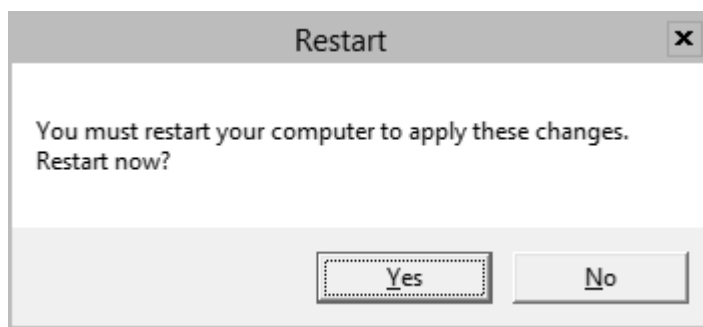 Restart
You must restart your computer to apply these changes.
Restart now?
Yes
No